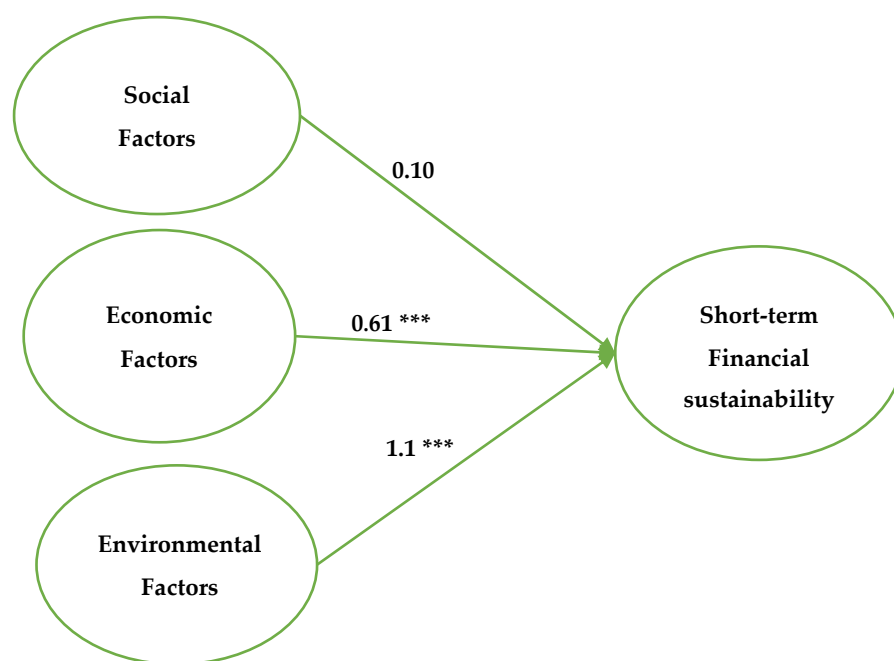 Social
Factors
0.10
Economic
Factors
0.61 ***
Short-term
Financial
sustainability
1.1 ***
Environmental
Factors